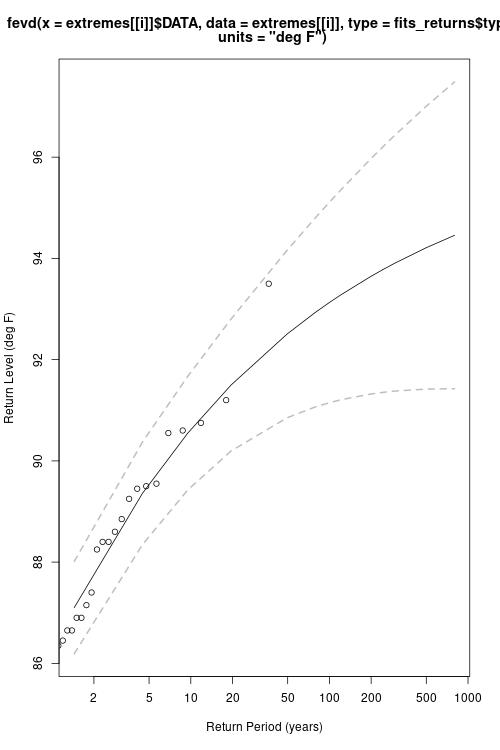 fevd(x = extremes[[i]]$DATA, data = extremes[[i]], type = fits_returns$typ
units = "deg F")
96
94
92
90
88
86
Return Level (deg F)
2 5 10 20 50 100 200 500 1000
Return Period (years)